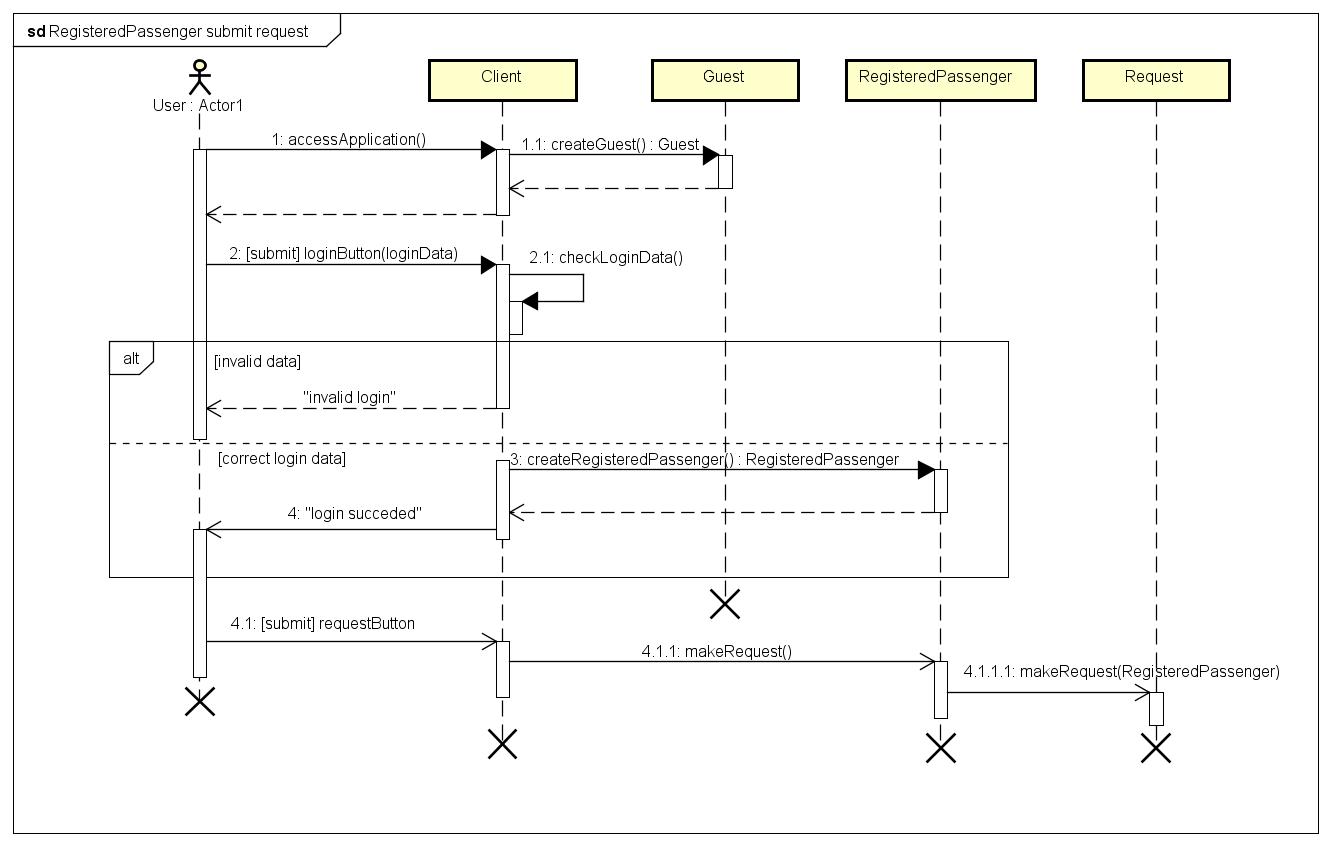 sd RegisteredPassenger submit request
User : Actor1
Client
Guest
RegisteredPassenger
Request
1: accessApplication()
1.1: createGuest() : Guest
2: [submit] loginButton(loginData)
2.1: checkLoginData()
alt
[invalid data]
"invalid login"
[correct login data]
3: createRegisteredPassenger() : RegisteredPassenger
4: "login succeded"
4.1: [submit] requestButton
4.1.1: makeRequest()
4.1.1.1: makeRequest(RegisteredPassenger)